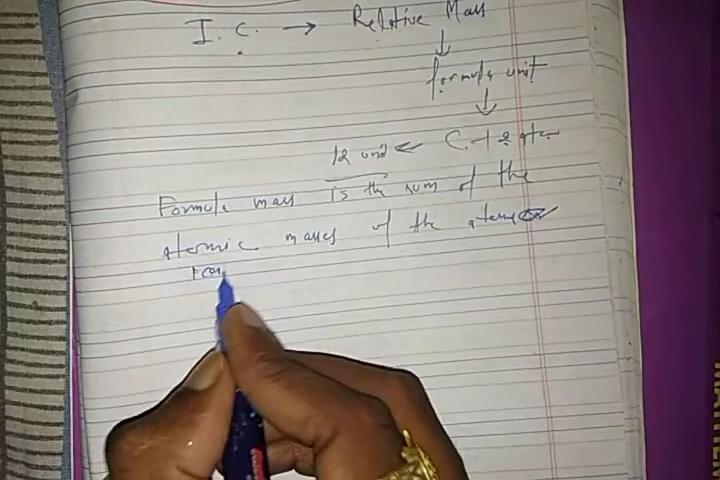 I.C. → Relative Mass
↓
formula unit
↓
12 unit ← C-12 atom
Formula mass is the sum of the
atomic masses of the atoms